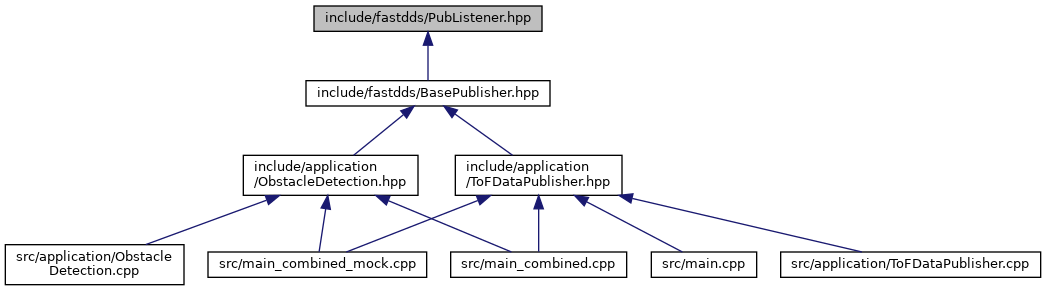 include/fastdds/PubListener.hpp
include/fastdds/BasePublisher.hpp
include/application
/ObstacleDetection.hpp
include/application
/ToFDataPublisher.hpp
src/application/Obstacle
Detection.cpp
src/main_combined_mock.cpp
src/main_combined.cpp
src/main.cpp
src/application/ToFDataPublisher.cpp